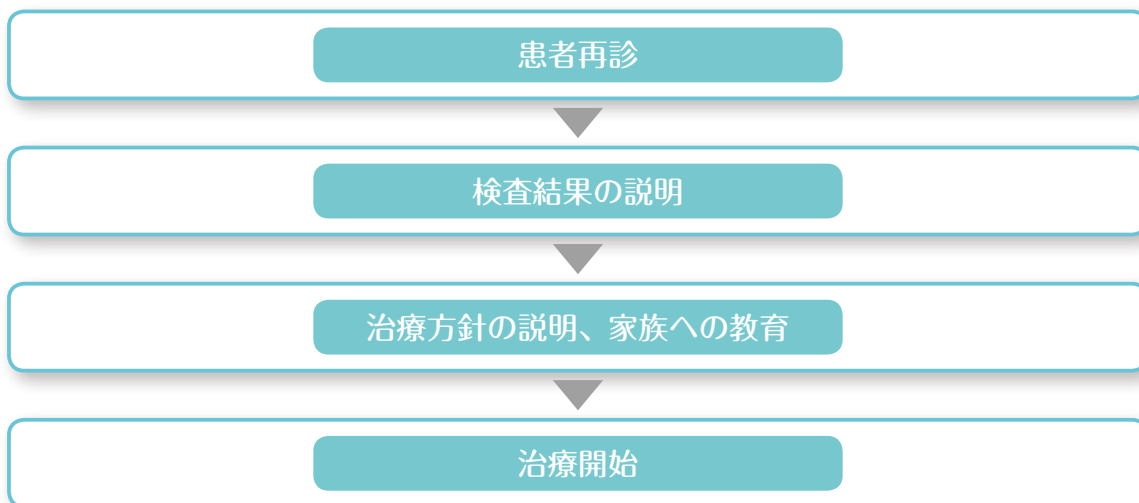 患者再診
検査結果の説明
治療方針の説明、家族への教育
治療開始